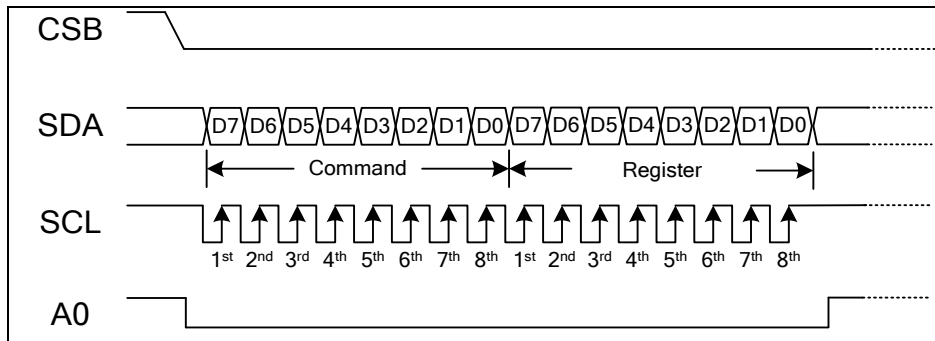 CSB
SDA
D7 D6 D5 D4 D3 D2 D1 D0 D7 D6 D5 D4 D3 D2 D1 D0
Command Register
SCL
1st 2nd 3rd 4th 5th 6th 7th 8th 1st 2nd 3rd 4th 5th 6th 7th 8th
A0